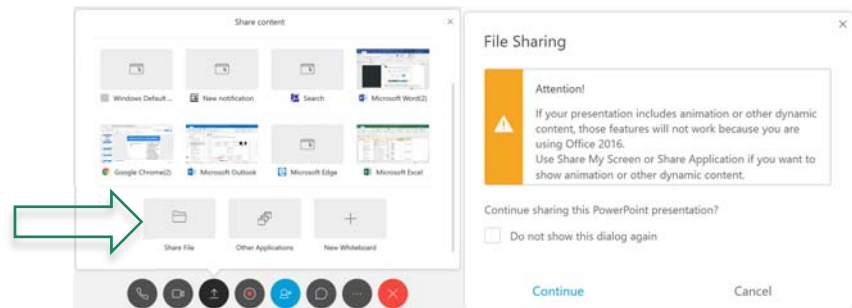 Share content
Windows Default ...
New notification
Search
Microsoft Word(2)
Google Chrome(2)
Microsoft Outlook
Microsoft Edge
Microsoft Excel
Share File
Other Applications
New Whiteboard
File Sharing
Attention!
If your presentation includes animation or other dynamic
content, those features will not work because you are
using Office 2016.
Use Share My Screen or Share Application if you want to
show animation or other dynamic content.
Continue sharing this PowerPoint presentation?
Do not show this dialog again
Continue
Cancel